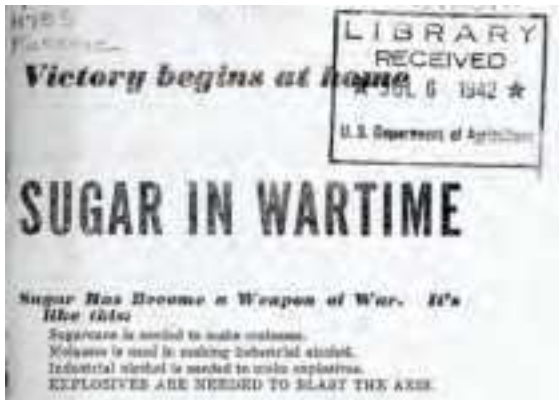 Victory begins at home
LIBRARY
RECEIVED
★ JUL 6 1942 ★
U. S. Department of Agriculture
SUGAR IN WARTIME
Sugar Has Become a Weapon of War. It's
like this:
Sugarcane is needed to make molasses.
Molasses is used in making industrial alcohol.
Industrial alcohol is needed to make explosives.
EXPLOSIVES ARE NEEDED TO BLAST THE AXIS.